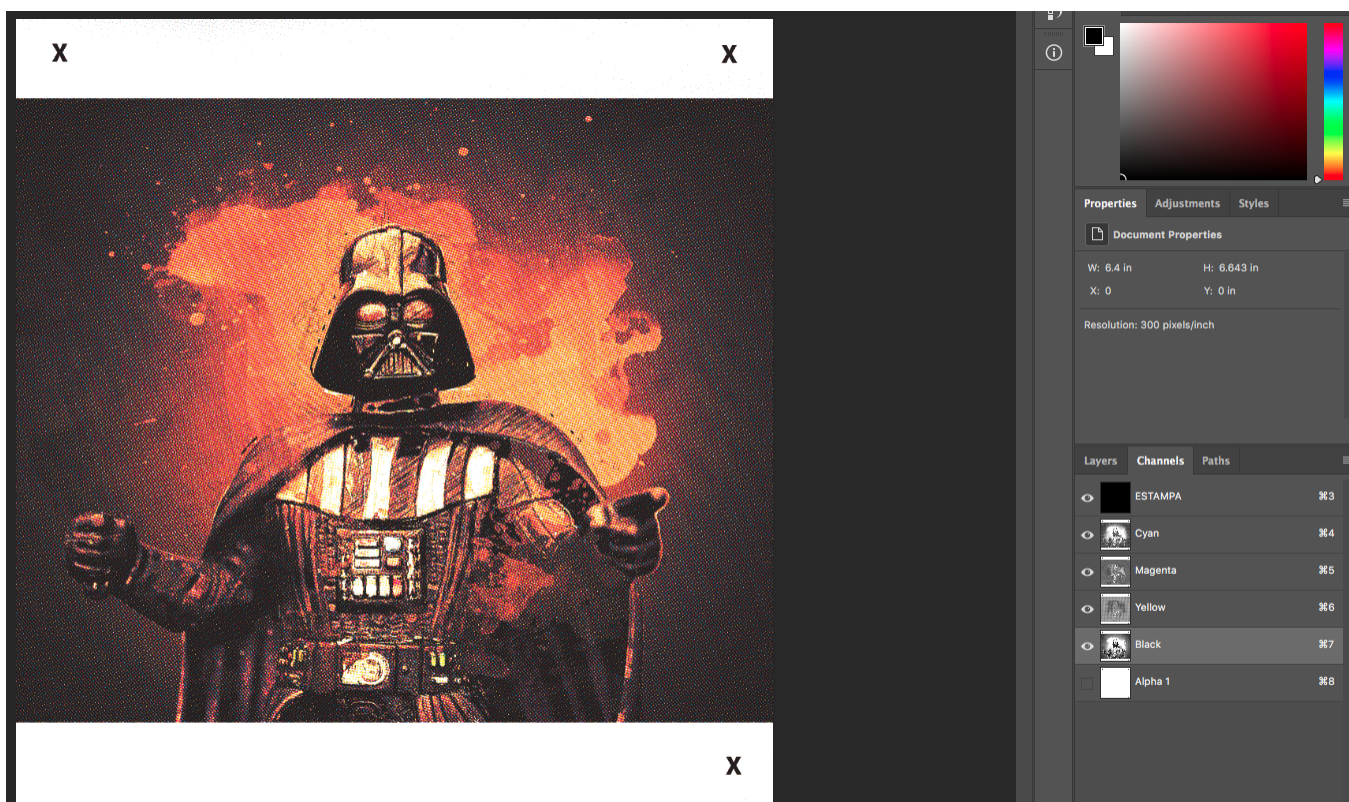 X X
Properties Adjustments Styles
Document Properties
W: 6.4 in H: 6.643 in
X: 0 Y: 0 in
Resolution: 300 pixels/inch
Layers Channels Paths
ESTAMPA ⌘3
Cyan ⌘4
Magenta ⌘5
Yellow ⌘6
Black ⌘7
Alpha 1 ⌘8
X